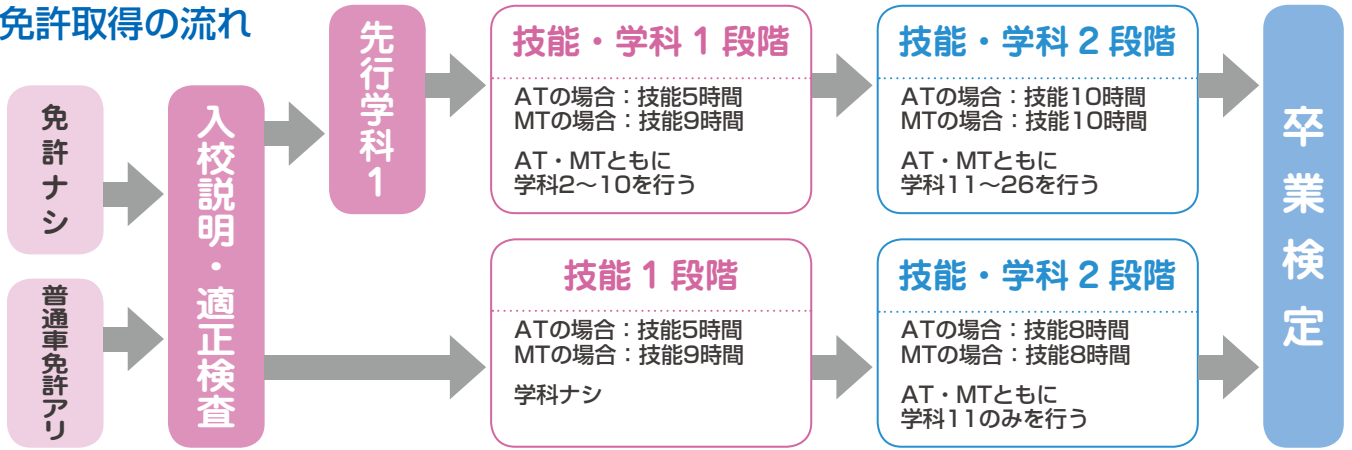 免許取得の流れ
免許ナシ
普通車免許アリ
入校説明・適正検査
先行学科1
技能・学科 1 段階
ATの場合：技能5時間
MTの場合：技能9時間
AT・MTともに
学科2～10を行う
技能・学科 2 段階
ATの場合：技能10時間
MTの場合：技能10時間
AT・MTともに
学科11～26を行う
技能 1 段階
ATの場合：技能5時間
MTの場合：技能9時間
学科ナシ
技能・学科 2 段階
ATの場合：技能8時間
MTの場合：技能8時間
AT・MTともに
学科11のみを行う
卒業検定